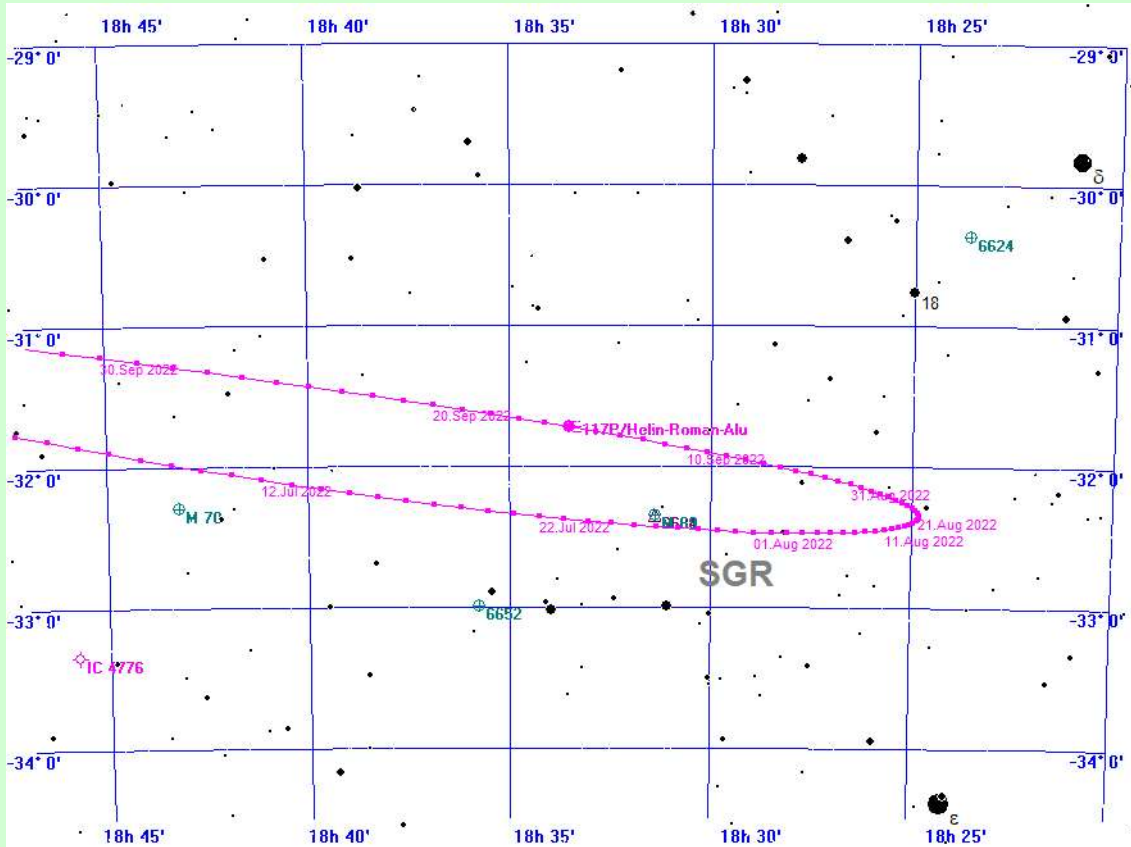 18h 45' 18h 40' 18h 35' 18h 30' 18h 25'
-29° 0' -29° 0'
δ
-30° 0' -30° 0'
6624
18
-31° 0' -31° 0'
30.Sep 2022
20.Sep 2022
117P/Helin-Roman-Alu
10.Sep 2022
-32° 0' -32° 0'
12.Jul 2022
31.Aug 2022
M 70
22.Jul 2022
21.Aug 2022
01.Aug 2022
11.Aug 2022
SGR
-33° 0' -33° 0'
6652
IC 4776
-34° 0' -34° 0'
ε
18h 45' 18h 40' 18h 35' 18h 30' 18h 25'